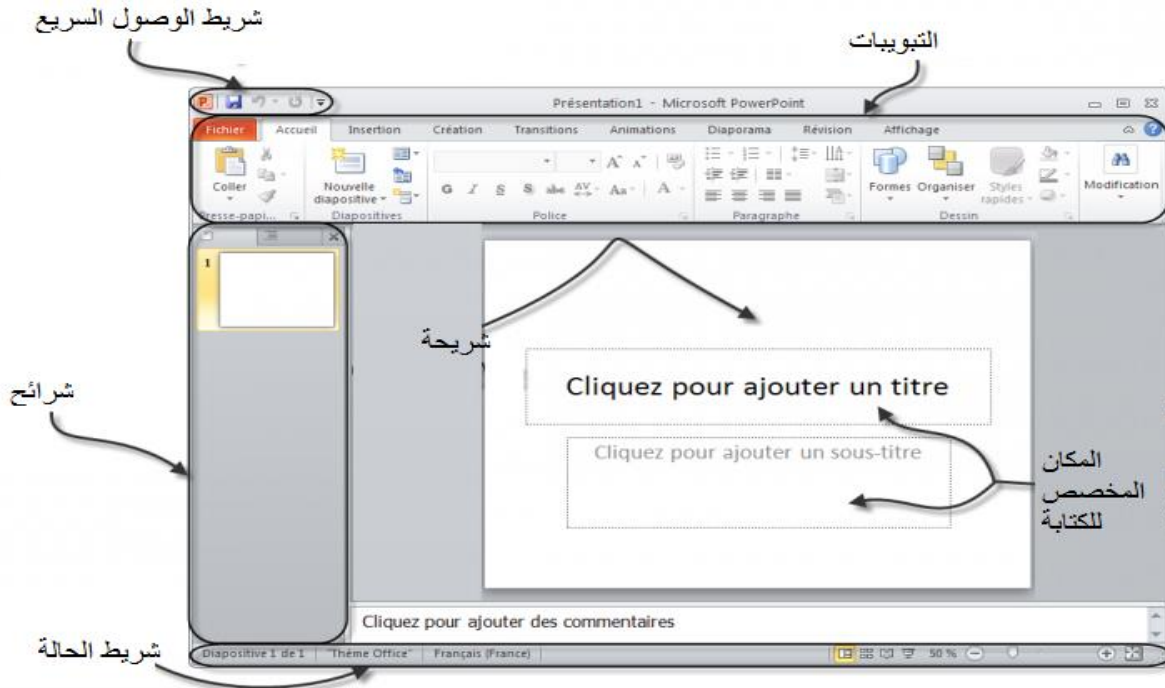 شريط الوصول السريع
التبويبات
Présentation1 - Microsoft PowerPoint
Fichier Accueil Insertion Création Transitions Animations Diaporama Révision Affichage
Coller
Nouvelle
diapositive
Formes Organiser Styles
rapides
Modification
Presse-papi... Diapositives Police Paragraphe Dessin
1
شريحة
شرائح
Cliquez pour ajouter un titre
Cliquez pour ajouter un sous-titre
المكان
المخصص
للكتابة
Cliquez pour ajouter des commentaires
شريط الحالة
Diapositive 1 de 1 "Thème Office" Français (France) 50 %